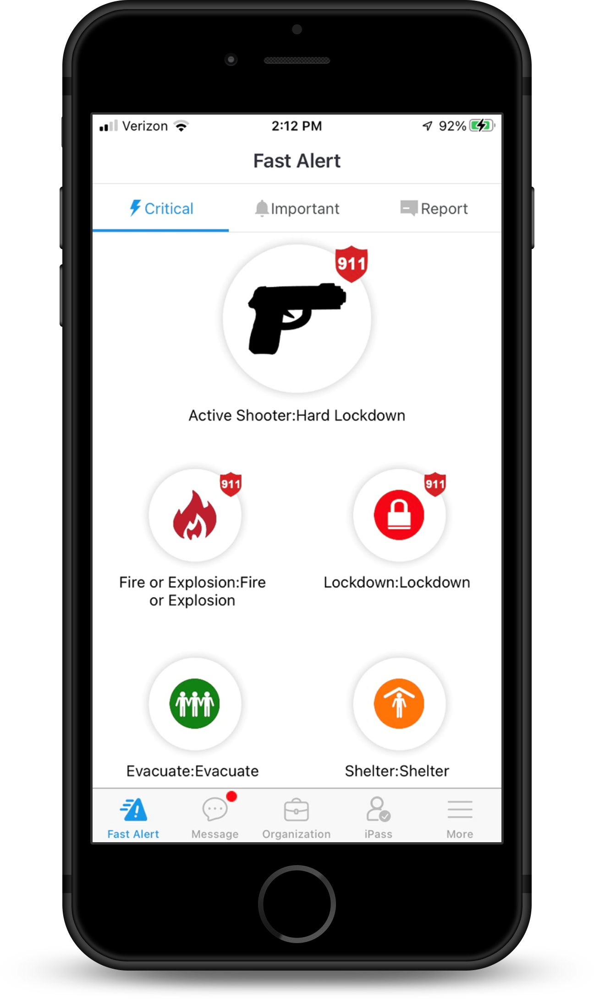 Verizon 2:12 PM 92%
Fast Alert
Critical Important Report
911
Active Shooter:Hard Lockdown
911 911
Fire or Explosion:Fire
or Explosion
Lockdown:Lockdown
Evacuate:Evacuate Shelter:Shelter
Fast Alert Message Organization iPass More